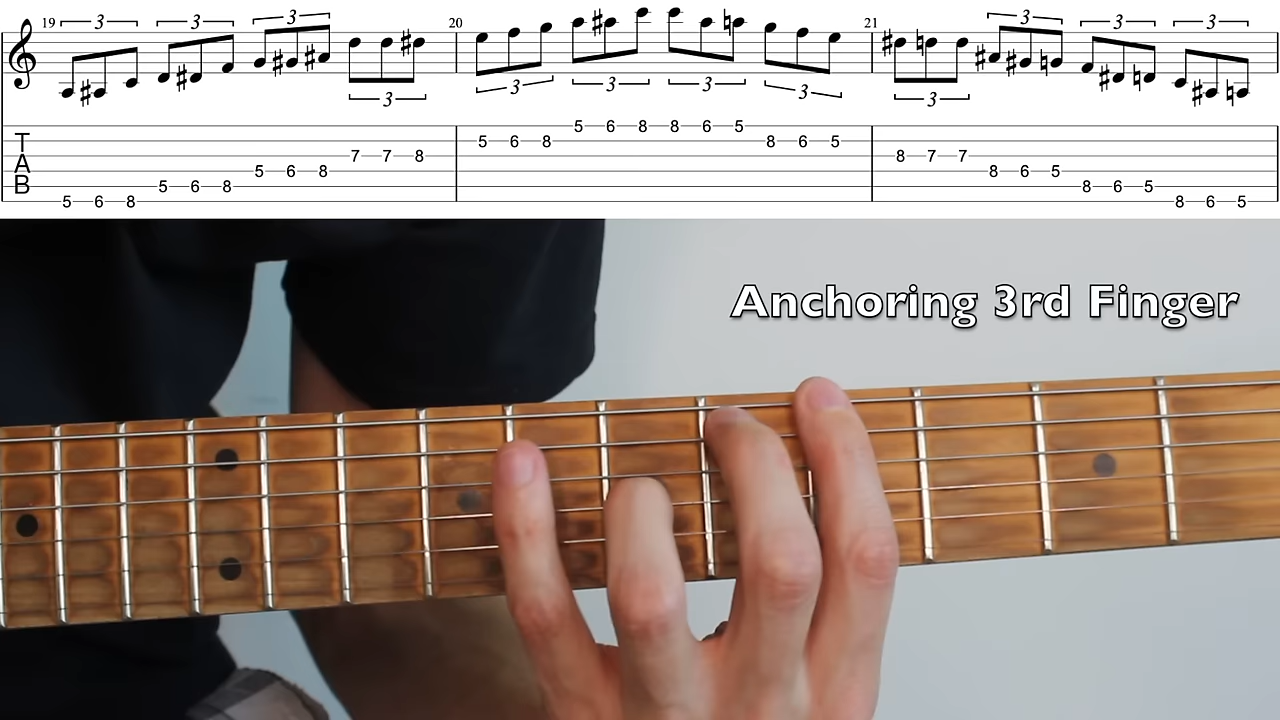 19 3 3 3 20 21 3 3 3
3 3 3 3 3 3
T 5 6 8 8 6 5
5 6 8 8 6 5
A 7 7 8 8 7 7
5 6 8 8 6 5
B 5 6 8 8 6 5
5 6 8 8 6 5
Anchoring 3rd Finger